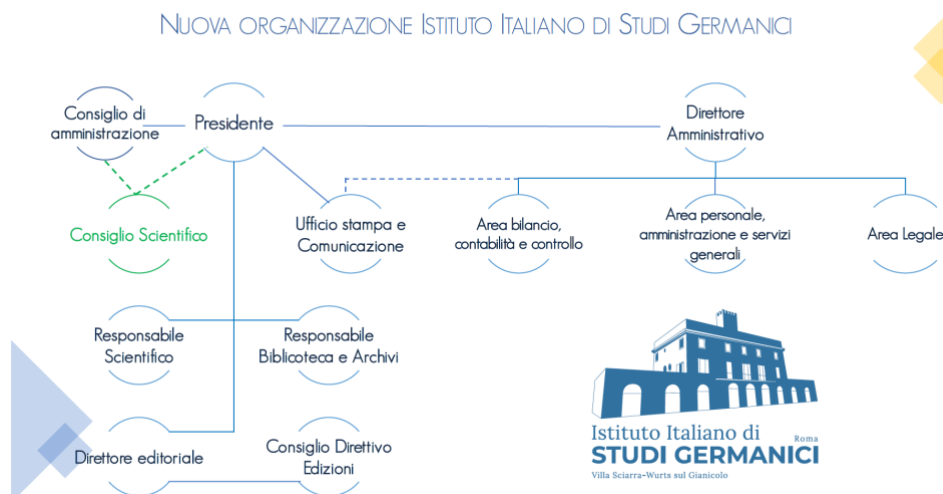 NUOVA ORGANIZZAZIONE ISTITUTO ITALIANO DI STUDI GERMANICI
Consiglio di
amministrazione
Presidente
Direttore
Amministrativo
Consiglio Scientifico
Ufficio stampa e
Comunicazione
Area bilancio,
contabilità e controllo
Area personale,
amministrazione e servizi
generali
Area Legale
Responsabile
Scientifico
Responsabile
Biblicoteca e Archivi
Direttore editoriale
Consiglio Direttivo
Edizioni
Istituto Italiano di
Roma
STUDI GERMANICI
Villa Sciarra-Wurts sul Gianicolo